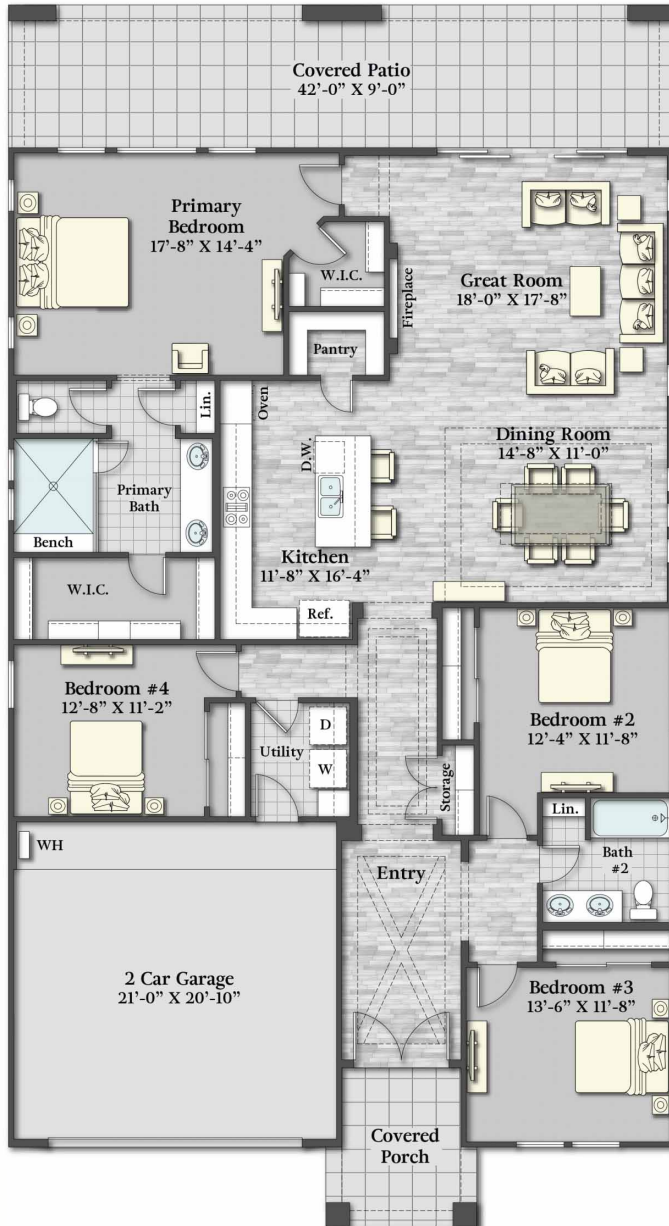 Covered Patio
42’-0” X 9’-0”
Primary
Bedroom
17’-8” X 14’-4”
W.I.C.
Fireplace
Great Room
18’-0” X 17’-8”
Pantry
Lin.
Oven
D.W.
Dining Room
14’-8” X 11’-0”
Primary
Bath
Bench
Kitchen
11’-8” X 16’-4”
W.I.C.
Ref.
Bedroom #4
12’-8” X 11’-2”
Utility
D
W
Bedroom #2
12’-4” X 11’-8”
Storage
Lin.
WH
Entry
Bath
#2
2 Car Garage
21’-0” X 20’-10”
Bedroom #3
13’-6” X 11’-8”
Covered
Porch